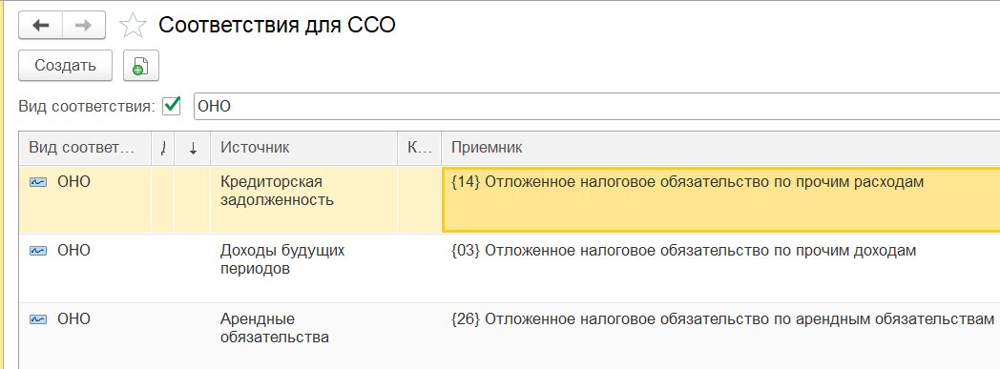 Соответствия для ССО
Создать
Вид соответствия: ОНО
Вид соответ... Источник К... Приемник
ОНО Кредиторская {14} Отложенное налоговое обязательство по прочим расходам
задолженность
ОНО Доходы будущих {03} Отложенное налоговое обязательство по прочим доходам
периодов
ОНО Арендные {26} Отложенное налоговое обязательство по арендным обязательствам
обязательства